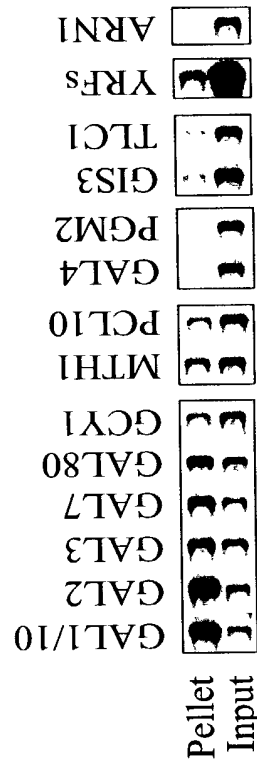 ARN1
YRFs
TLC1
GIS3
PGM2
GAL4
PCL10
MTH1
GCY1
GAL80
GAL7
GAL3
GAL2
GAL1/10
Pellet
Input